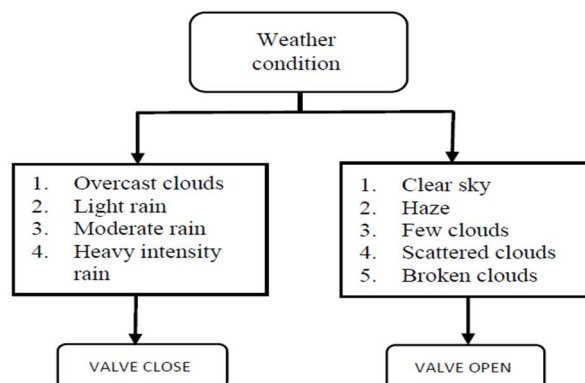 Weather
condition
1. Overcast clouds
2. Light rain
3. Moderate rain
4. Heavy intensity
rain
1. Clear sky
2. Haze
3. Few clouds
4. Scattered clouds
5. Broken clouds
VALVE CLOSE
VALVE OPEN